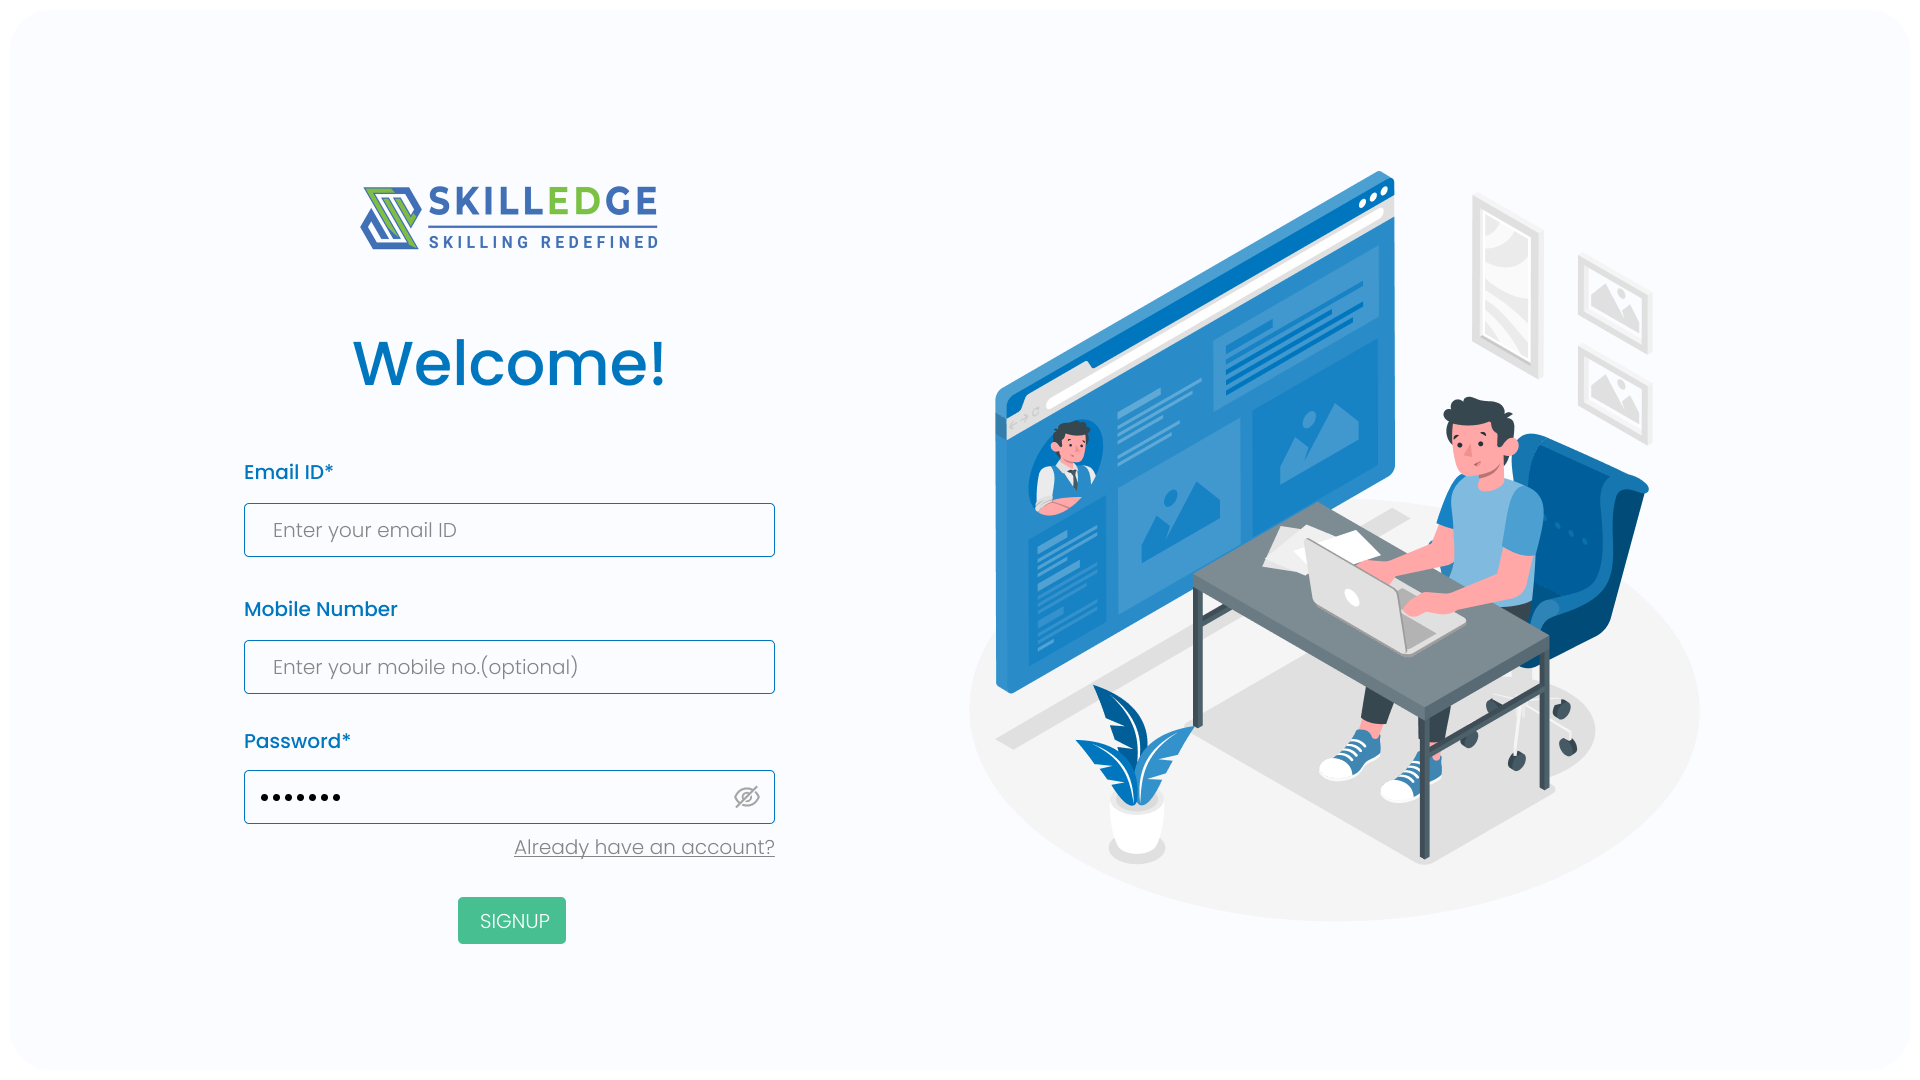 SKILLEDGE
SKILLING REDEFINED
Welcome!
Email ID*
Enter your email ID
Mobile Number
Enter your mobile no.(optional)
Password*
Already have an account?
SIGNUP